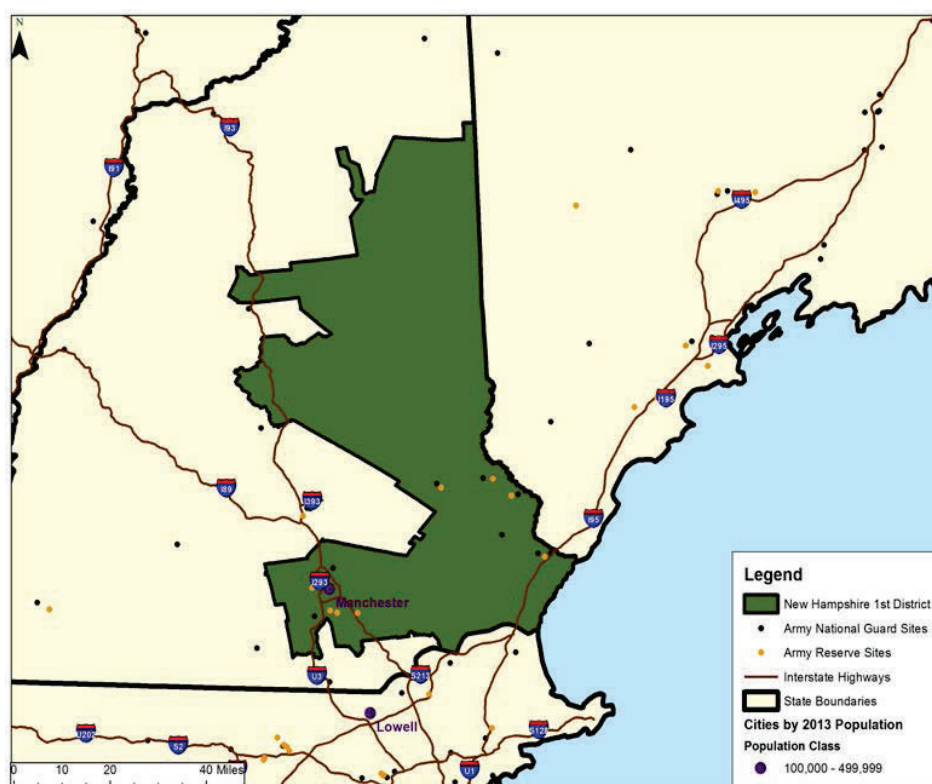 N
I93
I91
I495
I295
I195
I89
I393
I95
I293
Manchester
U3
S213
Lowell
U202
S2
S128
U1
0 10 20 40 Miles
Legend
New Hampshire 1st District
Army National Guard Sites
Army Reserve Sites
Interstate Highways
State Boundaries
Cities by 2013 Population
Population Class
100,000 - 499,999